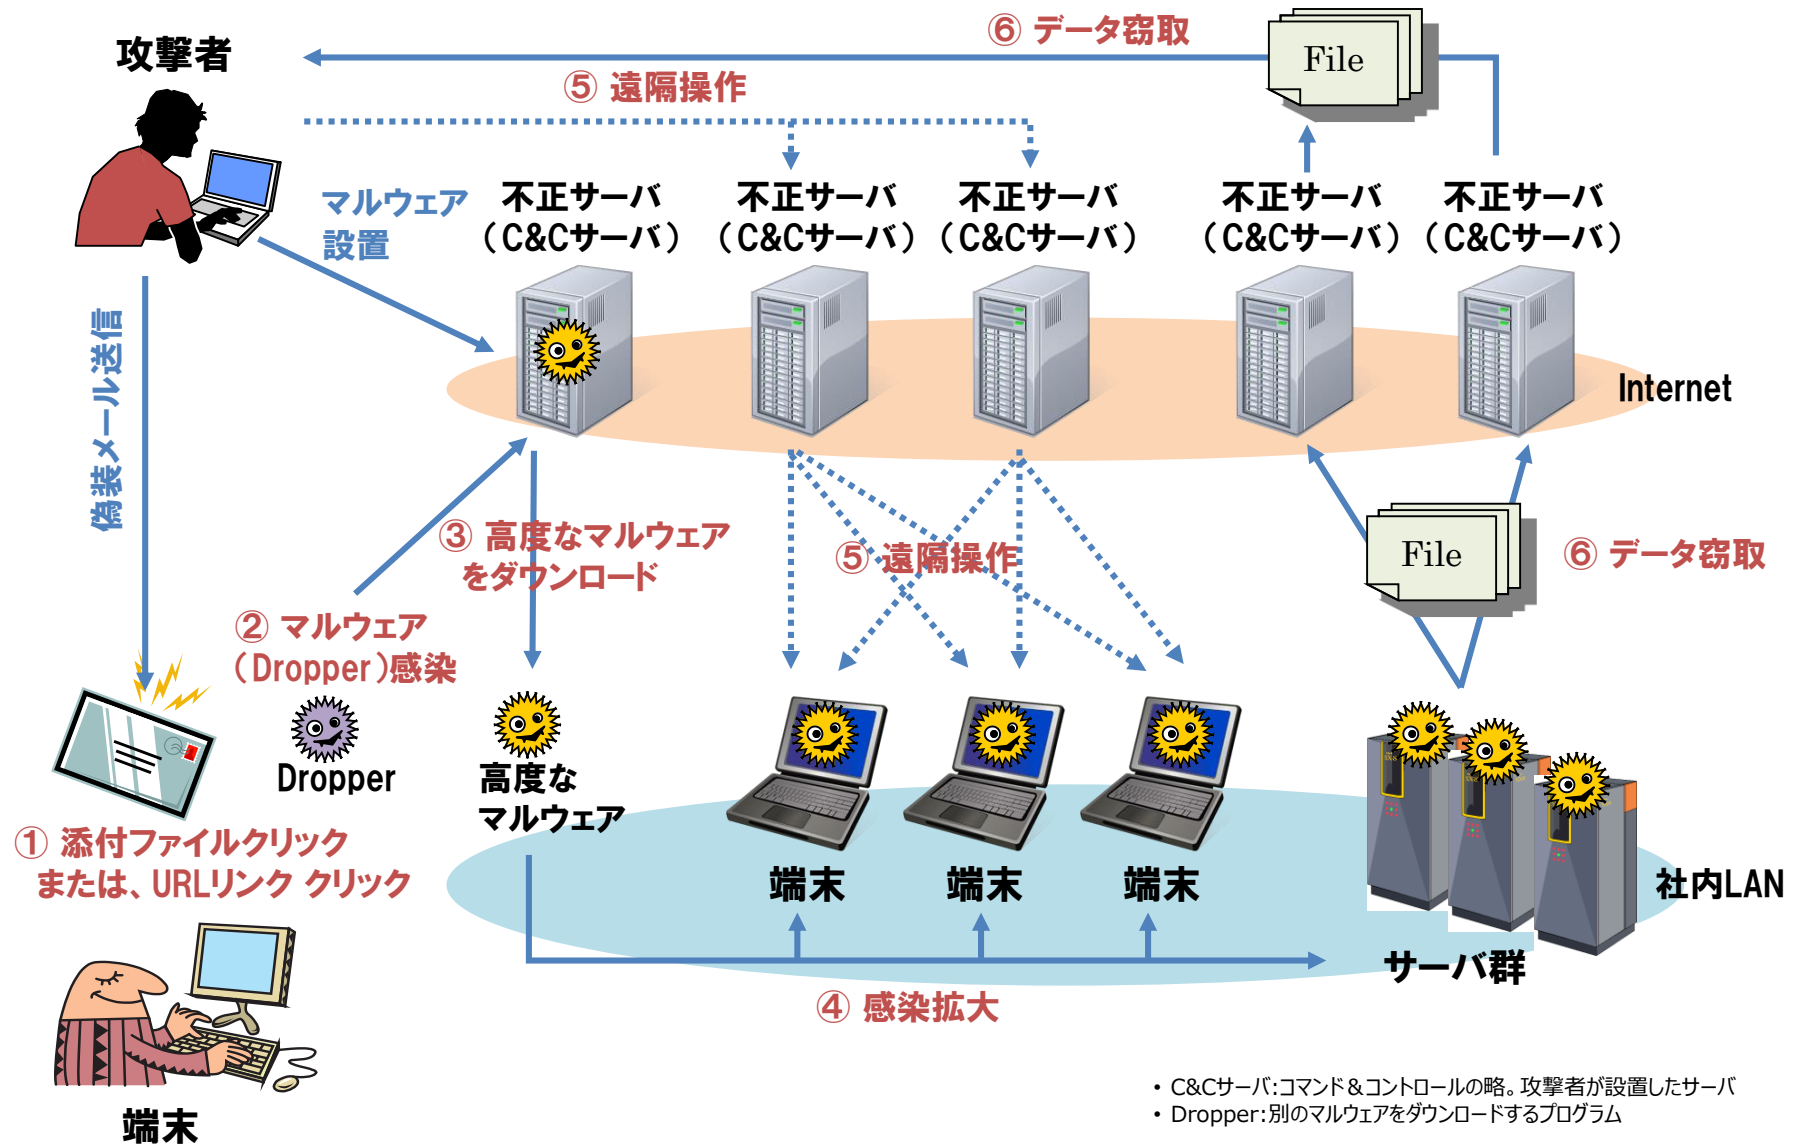 ⑥ データ窃取
File
攻撃者
⑤ 遠隔操作
マルウェア
設置
不正サーバ
（C&Cサーバ）
不正サーバ
（C&Cサーバ）
不正サーバ
（C&Cサーバ）
不正サーバ
（C&Cサーバ）
不正サーバ
（C&Cサーバ）
偽装メール送信
Internet
③ 高度なマルウェア
をダウンロード
⑤ 遠隔操作
File
⑥ データ窃取
② マルウェア
（Dropper）感染
Dropper
高度な
マルウェア
① 添付ファイルクリック
または、URLリンク クリック
端末
端末
端末
社内LAN
サーバ群
④ 感染拡大
端末
• C&Cサーバ:コマンド＆コントロールの略。攻撃者が設置したサーバ
• Dropper:別のマルウェアをダウンロードするプログラム